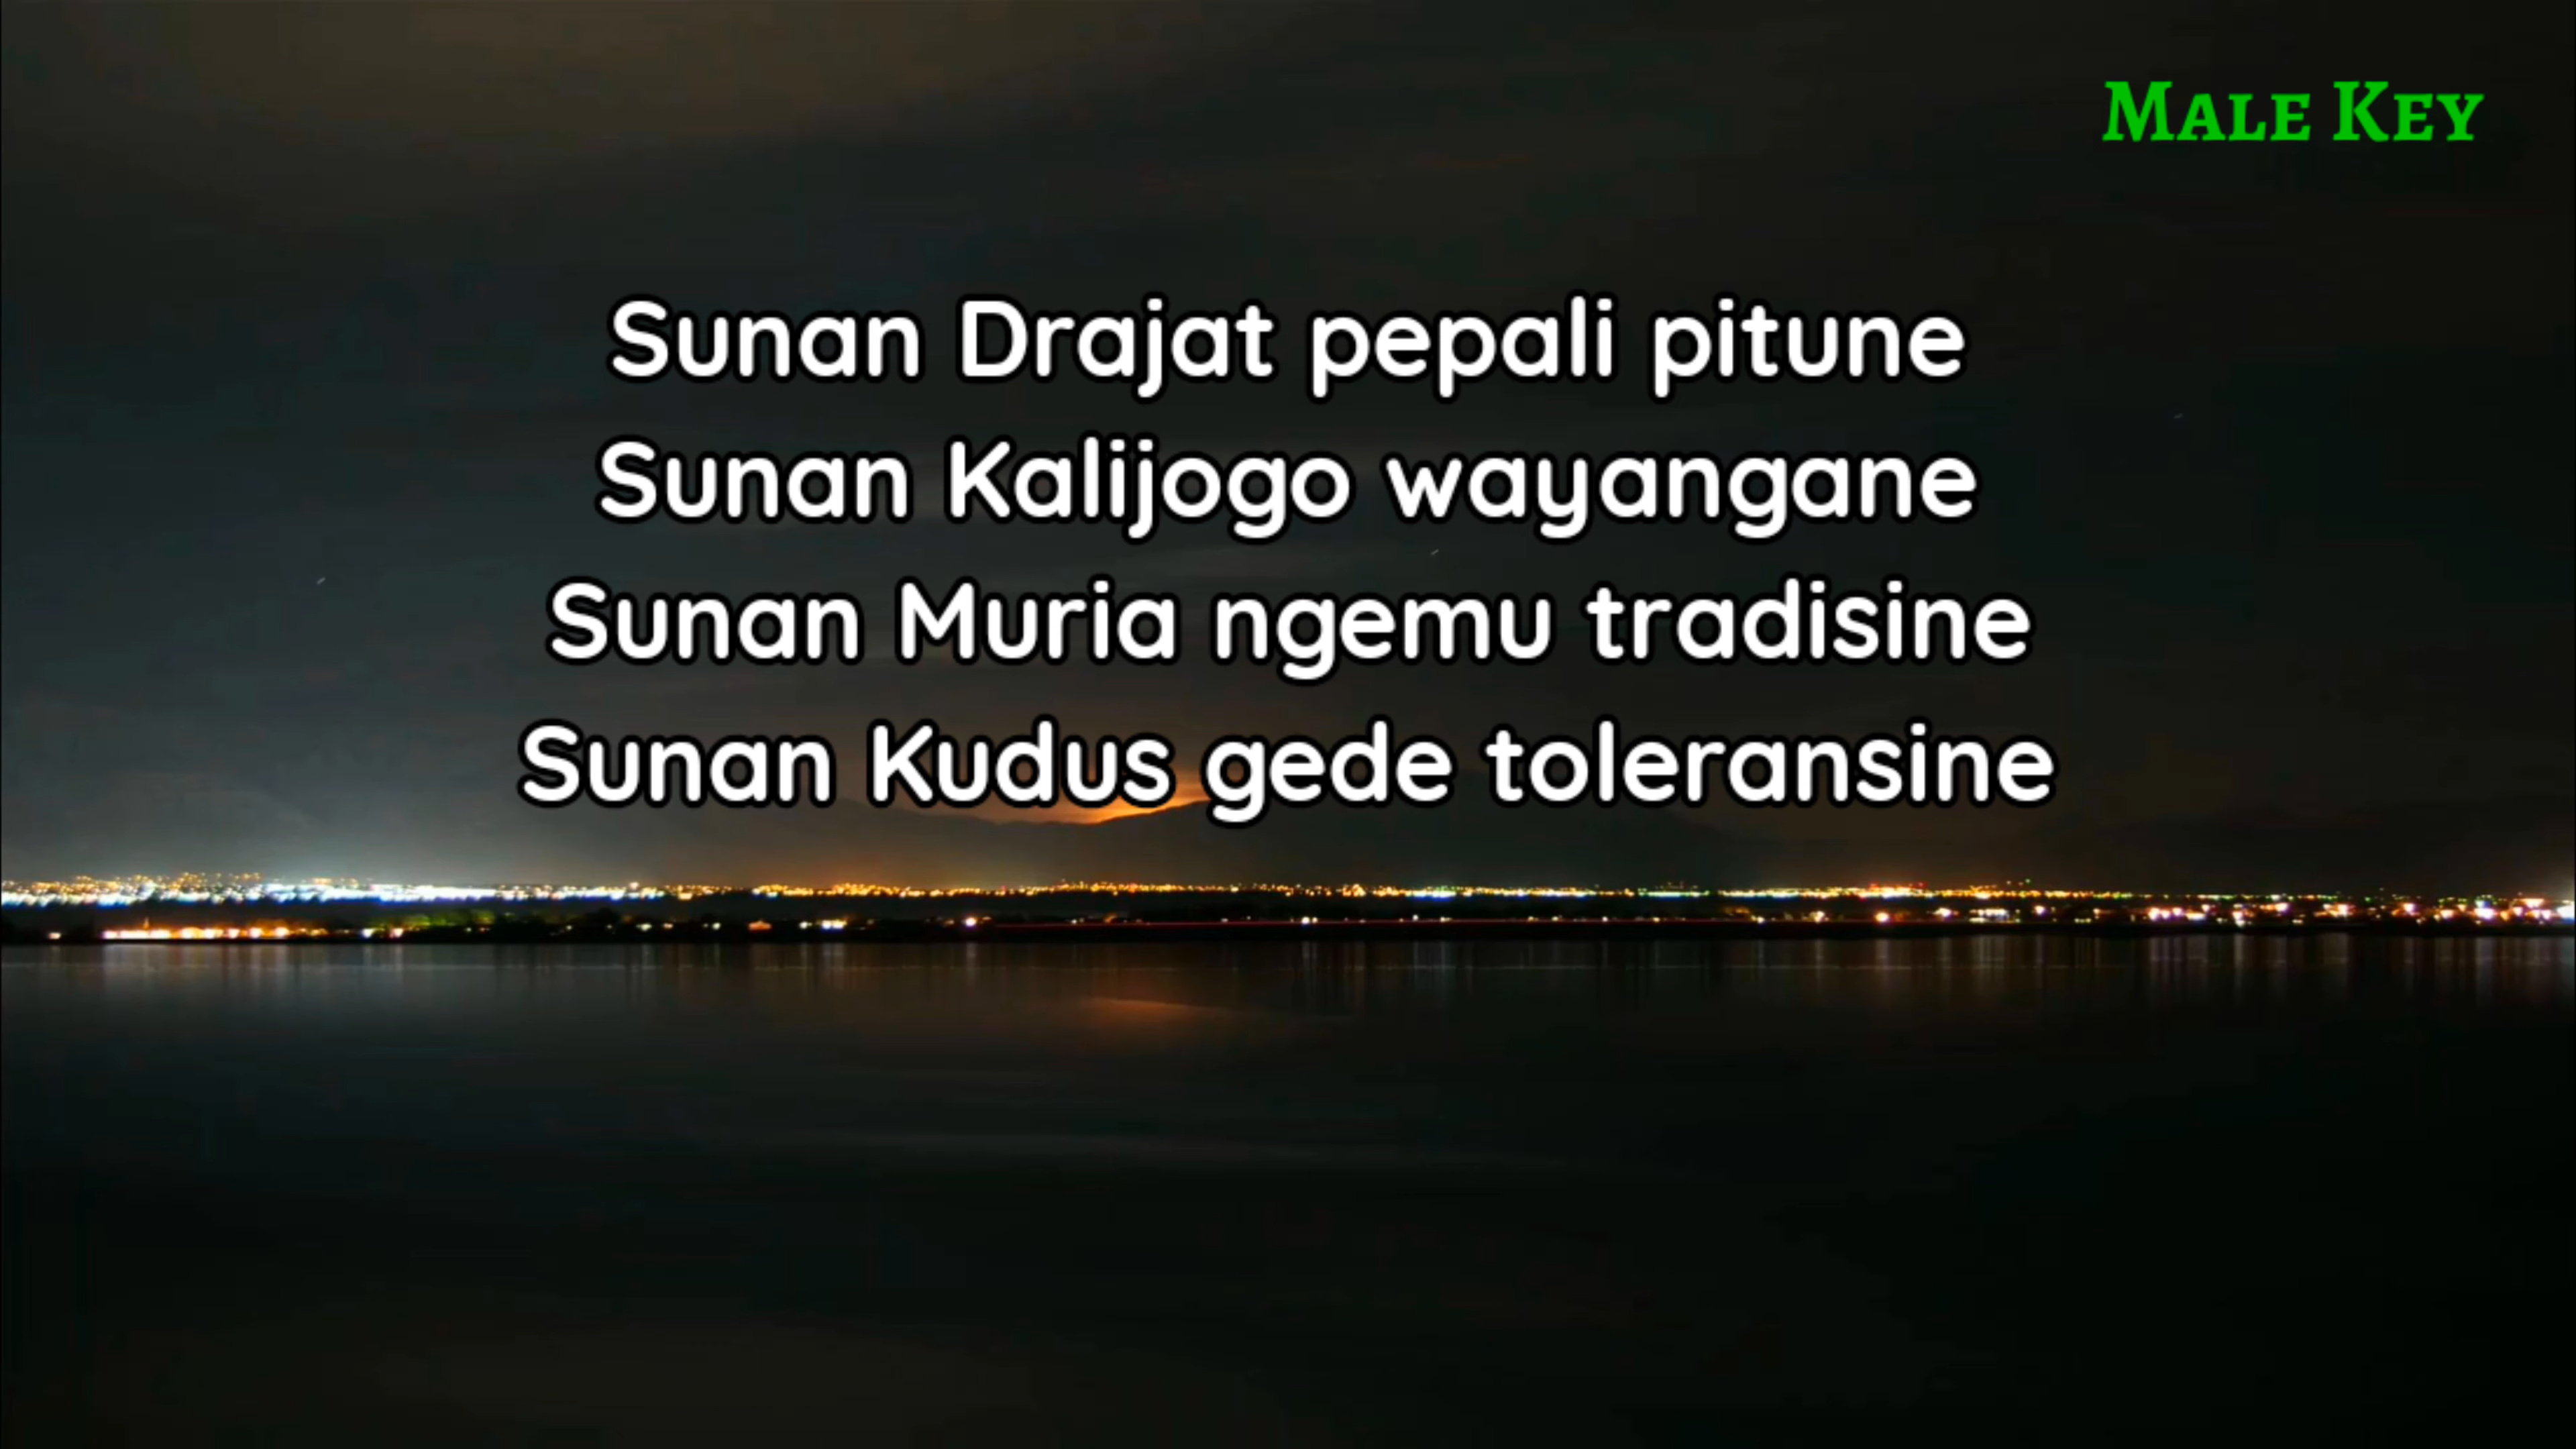 MALE KEY
Sunan Drajat pepali pitune
Sunan Kalijogo wayangane
Sunan Muria ngemu tradisine
Sunan Kudus gede toleransine